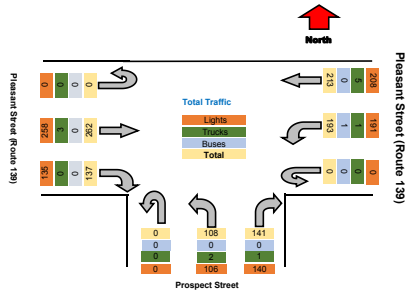 North
Pleasant Street (Route 139)
0 0 0 0
258 3 0 262
135 0 0 137
Total Traffic
Lights
Trucks
Buses
Total
213 0 5 208
193 1 1 191
0 0 0 0
Pleasant Street (Route 139)
0 108 141
0 0 0
0 2 1
0 106 140
Prospect Street